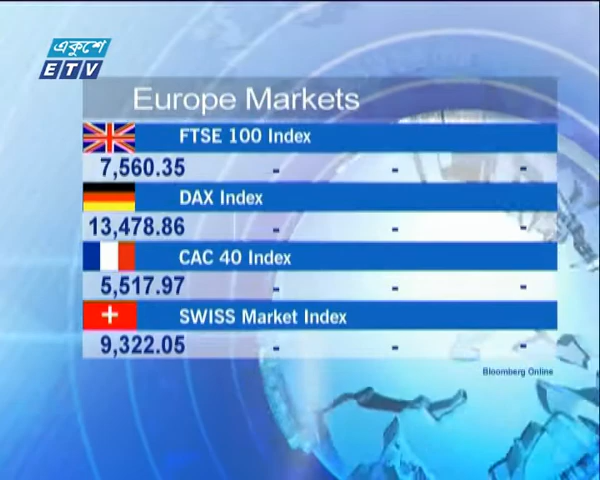 একুশে
ETV
Europe Markets
FTSE 100 Index
7,560.35 - - -
DAX Index
13,478.86 - - -
CAC 40 Index
5,517.97 - - -
SWISS Market Index
9,322.05 - - -
Bloomberg Online